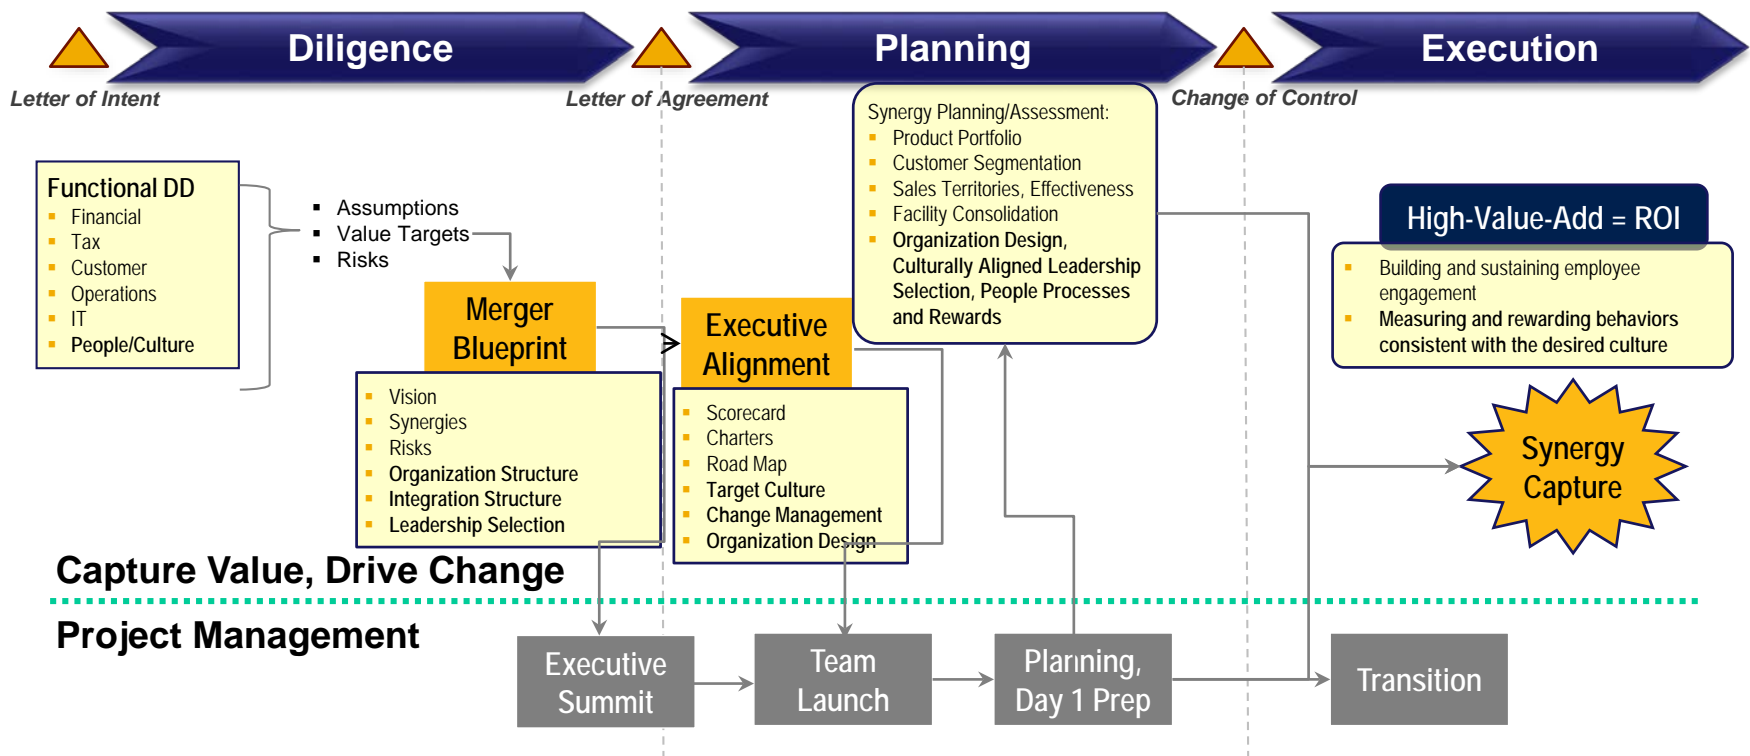 Diligence
Planning
Execution
Letter of Intent
Letter of Agreement
Change of Control
Functional DD
Financial
Tax
Customer
Operations
IT
People/Culture
Assumptions
Value Targets
Risks
Merger
Blueprint
Vision
Synergies
Risks
Organization Structure
Integration Structure
Leadership Selection
Executive
Alignment
Scorecard
Charters
Road Map
Target Culture
Change Management
Organization Design
Synergy Planning/Assessment:
Product Portfolio
Customer Segmentation
Sales Territories, Effectiveness
Facility Consolidation
Organization Design,
Culturally Aligned Leadership
Selection, People Processes
and Rewards
High-Value-Add = ROI
Building and sustaining employee
engagement
Measuring and rewarding behaviors
consistent with the desired culture
Synergy
Capture
Capture Value, Drive Change
Project Management
Executive
Summit
Team
Launch
Planning,
Day 1 Prep
Transition